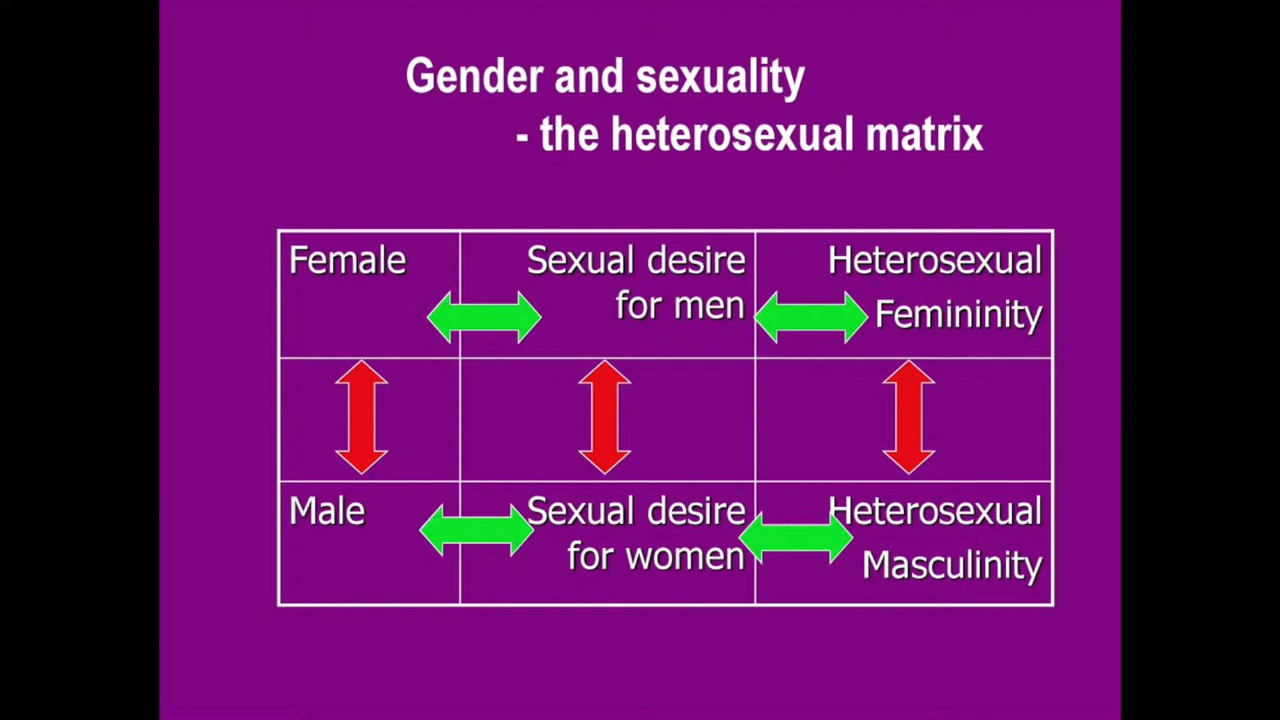 Gender and sexuality
- the heterosexual matrix
Female
Sexual desire
for men
Heterosexual
Femininity
Male
Sexual desire
for women
Heterosexual
Masculinity